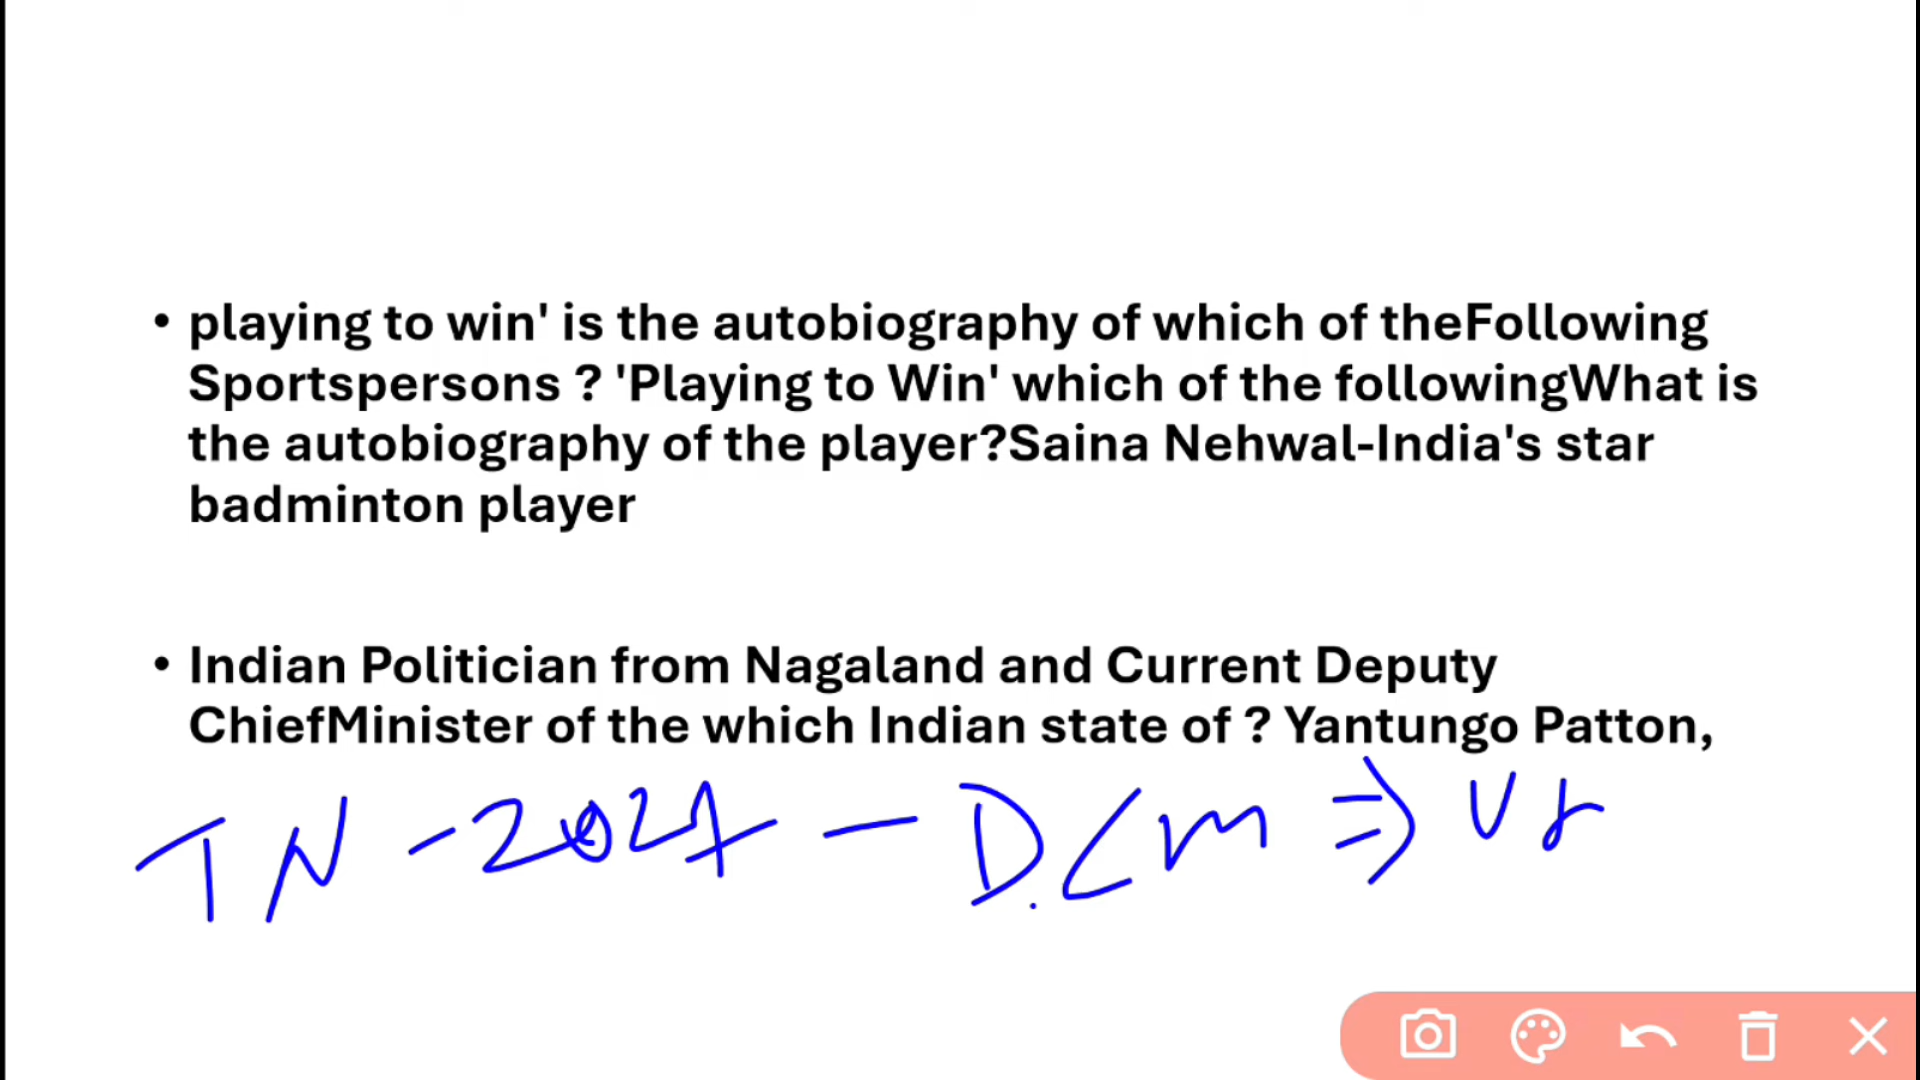 • playing to win' is the autobiography of which of theFollowing
Sportspersons ? 'Playing to Win' which of the followingWhat is
the autobiography of the player?Saina Nehwal-India's star
badminton player
• Indian Politician from Nagaland and Current Deputy
ChiefMinister of the which Indian state of ? Yantungo Patton,
TN - 2024 - D.Cm ⇒